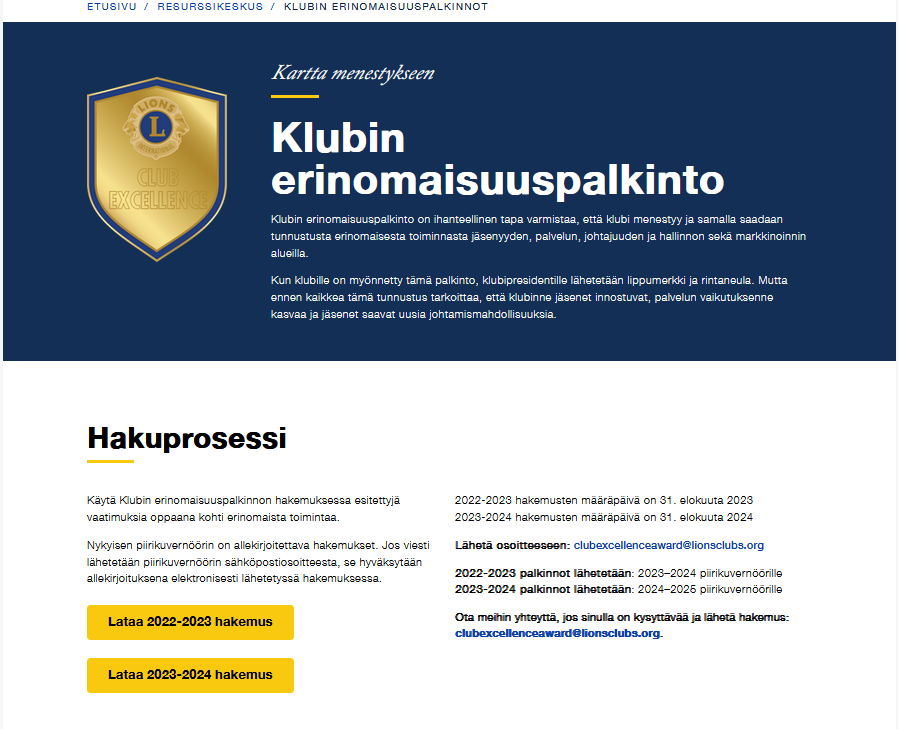 ETUSIVU / RESURSSIKESKUS / KLUBIN ERINOMAISUUSPALKINNOT
Kartta menestykseen
LIONS
L
INTERNATIONAL
CLUB
EXCELLENCE
Klubin
erinomaisuuspalkinto
Klubin erinomaisuuspalkinto on ihanteellinen tapa varmistaa, että klubi menestyy ja samalla saadaan
tunnustusta erinomaisesta toiminnasta jäsenyyden, palvelun, johtajuuden ja hallinnon sekä markkinoinnin
alueilla.
Kun klubille on myönnetty tämä palkinto, klubipresidentille lähetetään lippumerkki ja rintaneula. Mutta
ennen kaikkea tämä tunnustus tarkoittaa, että klubinne jäsenet innostuvat, palvelun vaikutuksenne
kasvaa ja jäsenet saavat uusia johtamismahdollisuuksia.
Hakuprosessi
Käytä Klubin erinomaisuuspalkinnon hakemuksessa esitettyjä
vaatimuksia oppaana kohti erinomaista toimintaa.
Nykyisen piirikuvernöörin on allekirjoitettava hakemukset. Jos viesti
lähetetään piirikuvernöörin sähköpostiosoitteesta, se hyväksytään
allekirjoituksena elektronisesti lähetetyssä hakemuksessa.
Lataa 2022-2023 hakemus
Lataa 2023-2024 hakemus
2022-2023 hakemusten määräpäivä on 31. elokuuta 2023
2023-2024 hakemusten määräpäivä on 31. elokuuta 2024
Lähetä osoitteeseen: clubexcellenceaward@lionsclubs.org
2022-2023 palkinnot lähetetään: 2023–2024 piirikuvernöörille
2023-2024 palkinnot lähetetään: 2024–2025 piirikuvernöörille
Ota meihin yhteyttä, jos sinulla on kysyttävää ja lähetä hakemus:
clubexcellenceaward@lionsclubs.org.